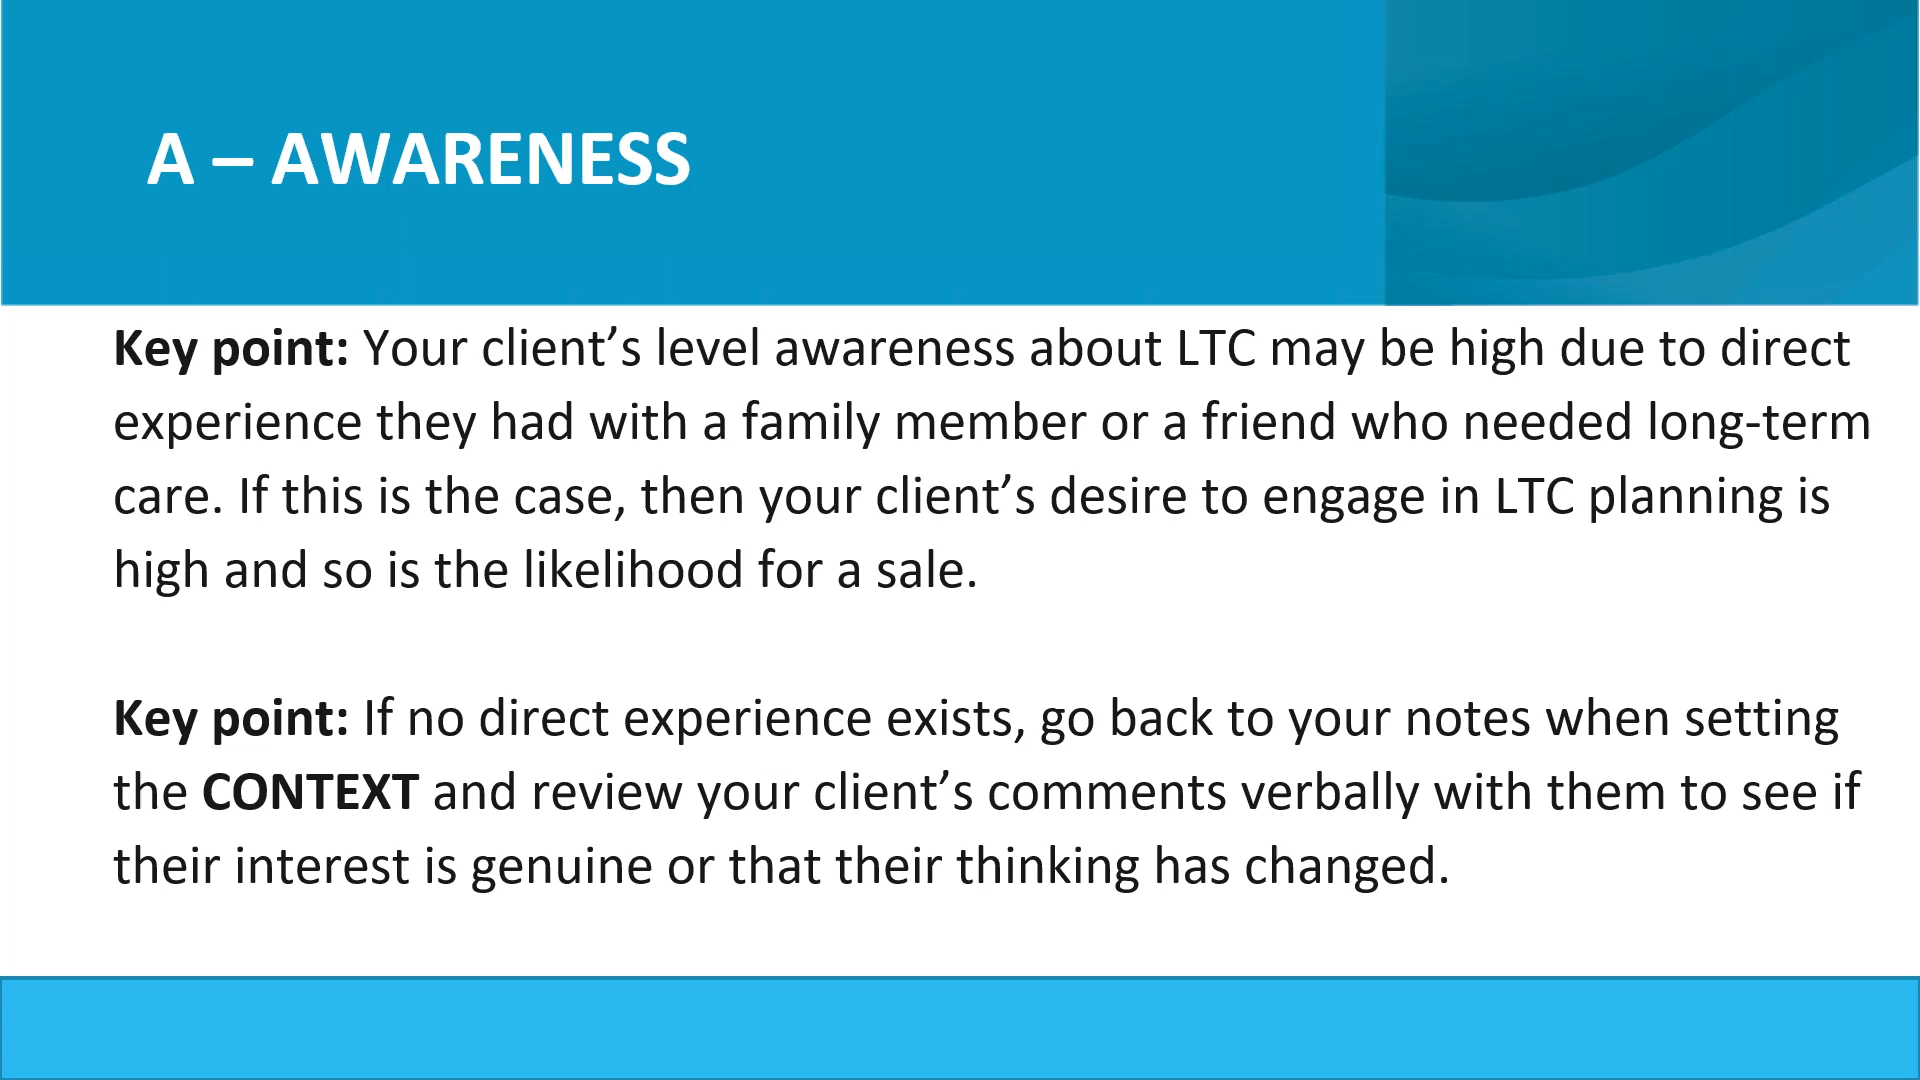 A – AWARENESS
Key point: Your client’s level awareness about LTC may be high due to direct
experience they had with a family member or a friend who needed long-term
care. If this is the case, then your client’s desire to engage in LTC planning is
high and so is the likelihood for a sale.
Key point: If no direct experience exists, go back to your notes when setting
the CONTEXT and review your client’s comments verbally with them to see if
their interest is genuine or that their thinking has changed.